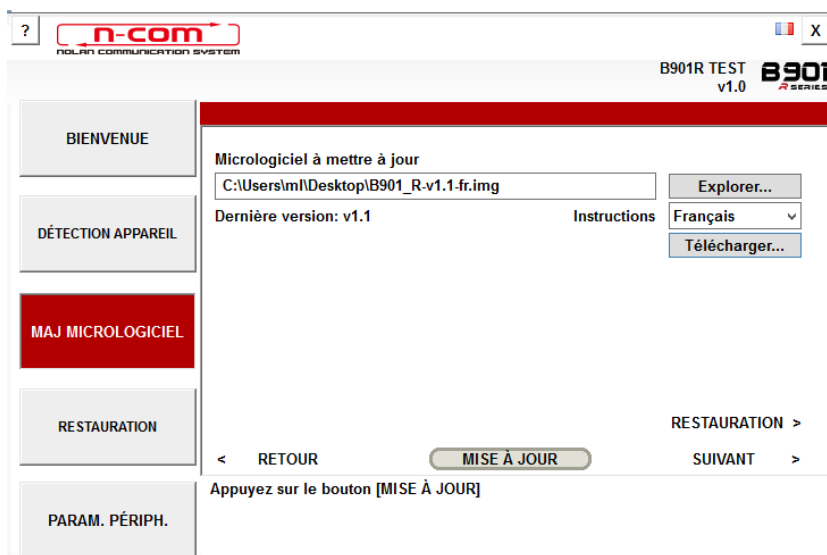 ?
n-com
NOLAN COMMUNICATION SYSTEM
X
B901R TEST
v1.0
B901
R SERIES
BIENVENUE
DÉTECTION APPAREIL
MAJ MICROLOGICIEL
RESTAURATION
PARAM. PÉRIPH.
Micrologiciel à mettre à jour
C:\Users\ml\Desktop\B901_R-v1.1-fr.img
Explorer...
Dernière version: v1.1 Instructions Français
Télécharger...
RESTAURATION >
< RETOUR MISE À JOUR SUIVANT >
Appuyez sur le bouton [MISE À JOUR]